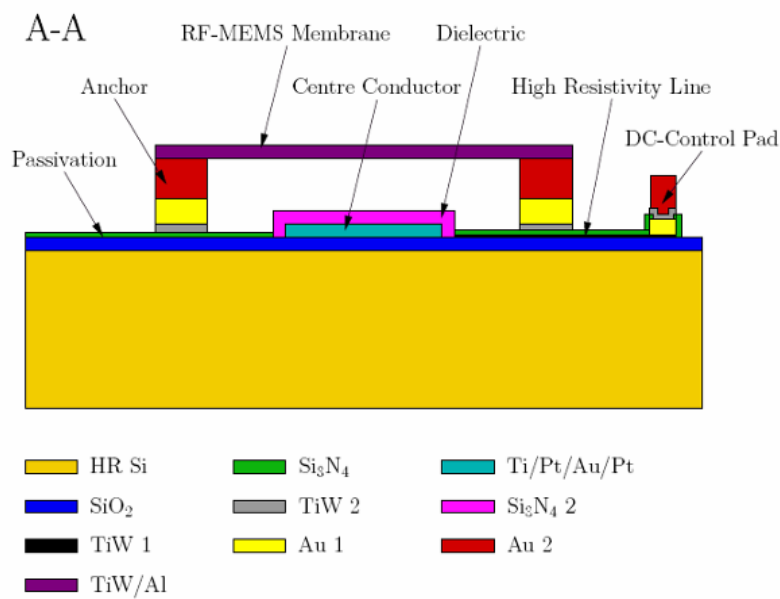 A-A
RF-MEMS Membrane
Dielectric
Anchor
Centre Conductor
High Resistivity Line
DC-Control Pad
Passivation
HR Si
Si₃N₄
Ti/Pt/Au/Pt
SiO₂
TiW 2
Si₃N₄ 2
TiW 1
Au 1
Au 2
TiW/Al